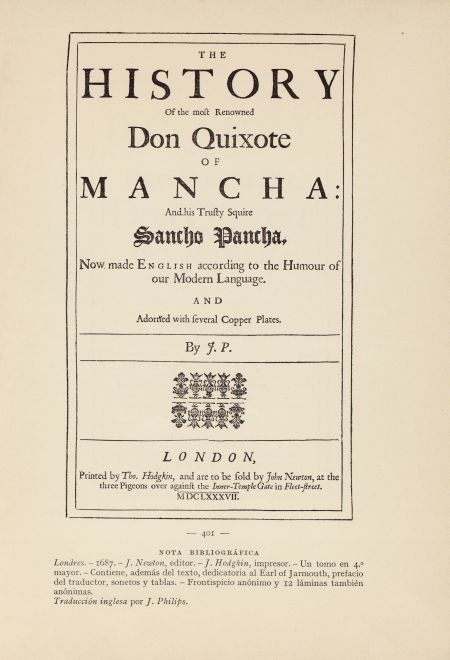 THE
HISTORY
Of the moſt Renowned
Don Quixote
OF
MANCHA:
And his Truſty Squire
Sancho Pancha.
Now made ENGLISH according to the Humour of
our Modern Language.
AND
Adorned with ſeveral Copper Plates.
By J. P.
LONDON,
Printed by Tho. Hodgkin, and are to be ſold by John Newton, at the
three Pigeons over againſt the Inner-Temple Gate in Fleet-ſtreet.
MDCLXXXVII.
— 401 —
NOTA BIBLIOGRÁFICA
Londres. – 1687. – J. Newton, editor. – J. Hodgkin, impresor. – Un tomo en 4.º
mayor. – Contiene, además del texto, dedicatoria al Earl of Jarmouth, prefacio
del traductor, sonetos y tablas. – Frontispicio anónimo y 12 láminas también
anónimas.
Traducción inglesa por J. Philips.